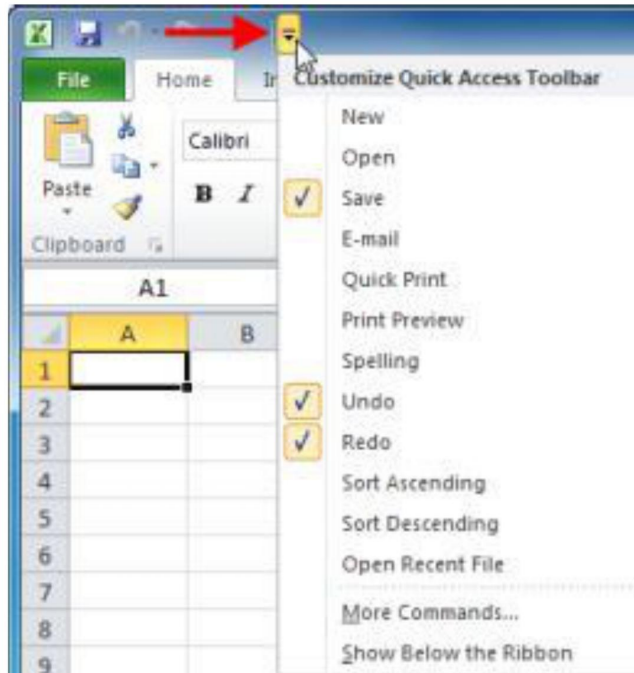 Customize Quick Access Toolbar
File Home
New
Open
Save
E-mail
Quick Print
Print Preview
Spelling
Undo
Redo
Sort Ascending
Sort Descending
Open Recent File
More Commands...
Show Below the Ribbon
Calibri
Paste
B I
Clipboard
A1
A B
1
2
3
4
5
6
7
8
9